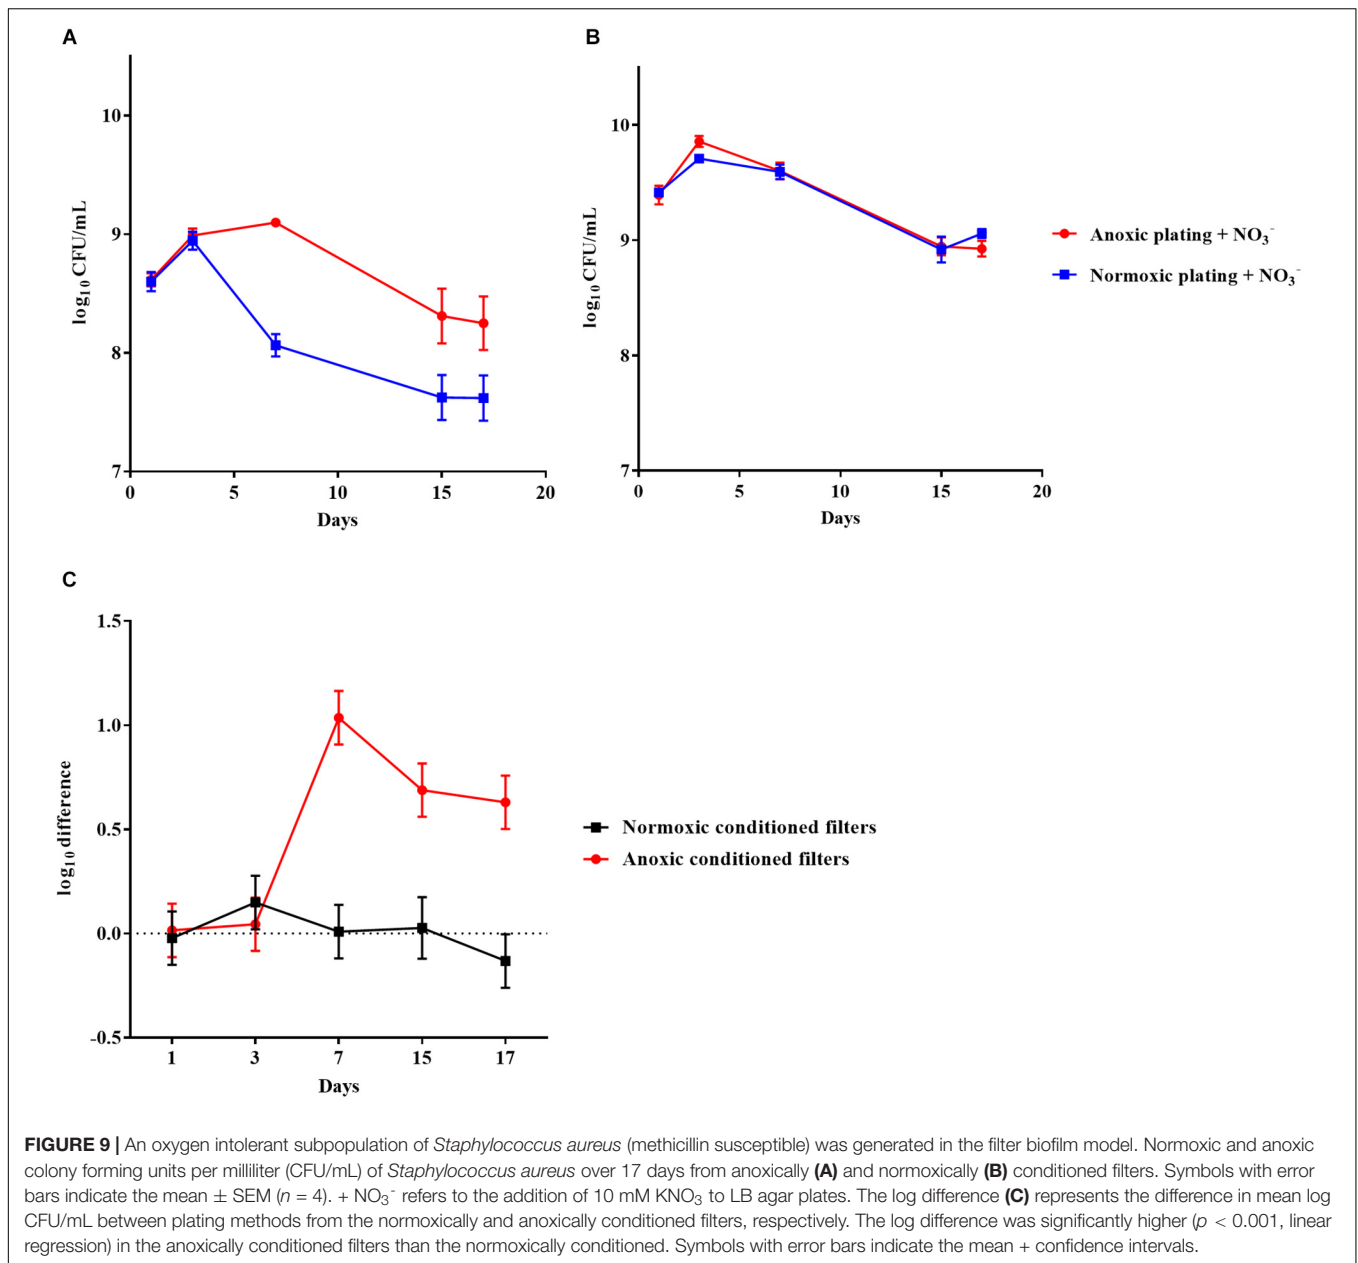 A
10
9
8
7
0
5
10
15
20
log10 CFU/mL
Days
B
10
9
8
7
0
5
10
15
20
log10 CFU/mL
Days
Anoxic plating + NO3-
Normoxic plating + NO3-
C
1.5
1.0
0.5
0.0
-0.5
1
3
7
15
17
log10 difference
Days
Normoxic conditioned filters
Anoxic conditioned filters
FIGURE 9 | An oxygen intolerant subpopulation of Staphylococcus aureus (methicillin susceptible) was generated in the filter biofilm model. Normoxic and anoxic
colony forming units per milliliter (CFU/mL) of Staphylococcus aureus over 17 days from anoxically (A) and normoxically (B) conditioned filters. Symbols with error
bars indicate the mean ± SEM (n = 4). + NO3- refers to the addition of 10 mM KNO3 to LB agar plates. The log difference (C) represents the difference in mean log
CFU/mL between plating methods from the normoxically and anoxically conditioned filters, respectively. The log difference was significantly higher (p < 0.001, linear
regression) in the anoxically conditioned filters than the normoxically conditioned. Symbols with error bars indicate the mean + confidence intervals.